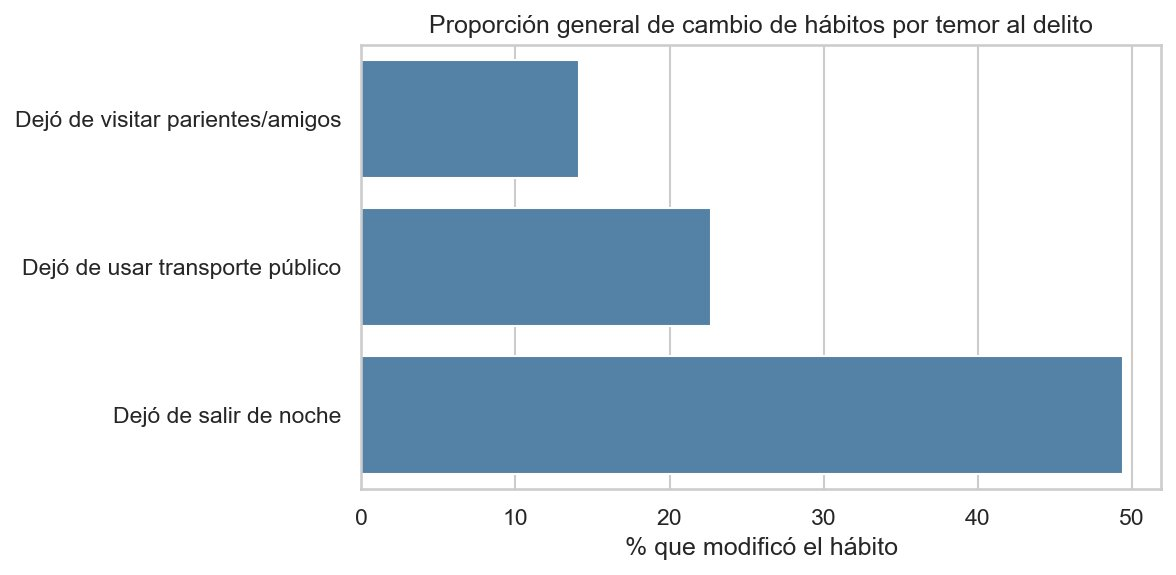 Proporción general de cambio de hábitos por temor al delito
Dejó de visitar parientes/amigos
Dejó de usar transporte público
Dejó de salir de noche
0 10 20 30 40 50
% que modificó el hábito